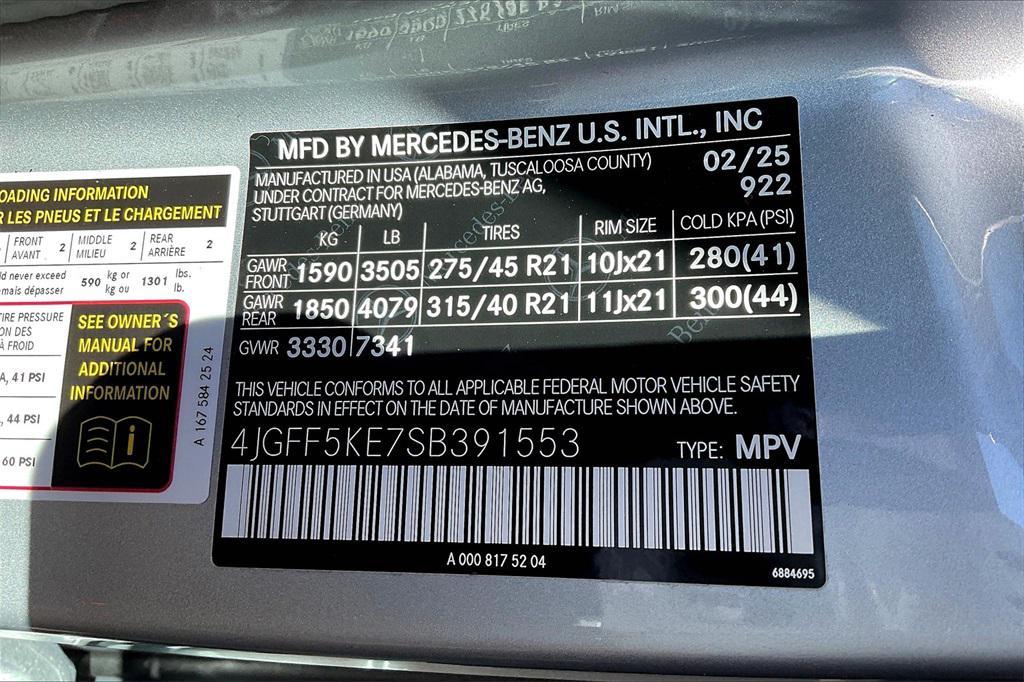 OADING INFORMATION
R LES PNEUS ET LE CHARGEMENT
FRONT AVANT 2 MIDDLE MILIEU 2 REAR ARRIÈRE 2
ld never exceed 590 kg or 1301 lbs.
amais dépasser kg ou lb.
TIRE PRESSURE
ON DES
À FROID
A, 41 PSI
, 44 PSI
60 PSI
SEE OWNER´S
MANUAL FOR
ADDITIONAL
INFORMATION
A 167 584 25 24
MFD BY MERCEDES-BENZ U.S. INTL., INC
MANUFACTURED IN USA (ALABAMA, TUSCALOOSA COUNTY) 02/25
UNDER CONTRACT FOR MERCEDES-BENZ AG, 922
STUTTGART (GERMANY)
KG LB TIRES RIM SIZE COLD KPA (PSI)
GAWR FRONT 1590 3505 275/45 R21 10Jx21 280(41)
GAWR REAR 1850 4079 315/40 R21 11Jx21 300(44)
GVWR 3330 7341
THIS VEHICLE CONFORMS TO ALL APPLICABLE FEDERAL MOTOR VEHICLE SAFETY
STANDARDS IN EFFECT ON THE DATE OF MANUFACTURE SHOWN ABOVE.
4JGFF5KE7SB391553 TYPE: MPV
A 000 817 52 04
6884695